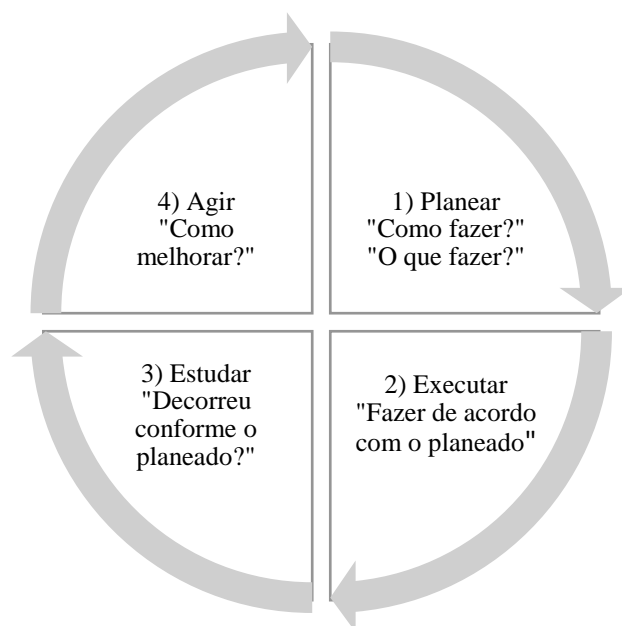 4) Agir
"Como
melhorar?"
1) Planear
"Como fazer?"
"O que fazer?"
3) Estudar
"Decorreu
conforme o
planeado?"
2) Executar
"Fazer de acordo
com o planeado"